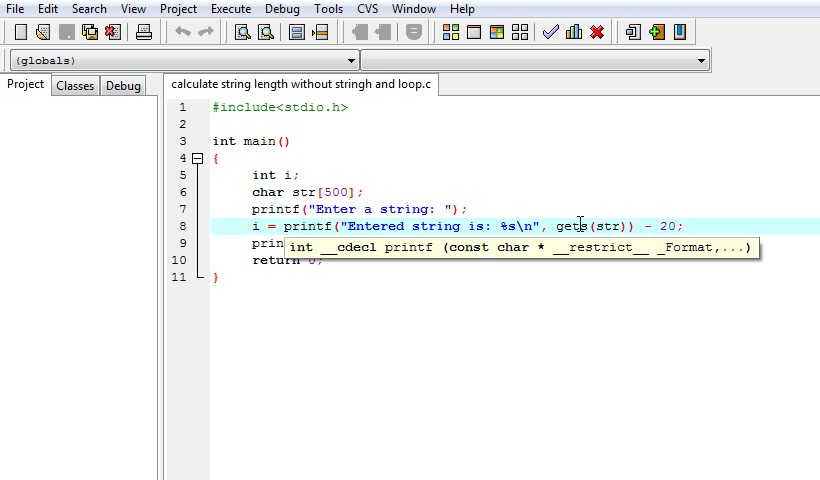 File Edit Search View Project Execute Debug Tools CVS Window Help
(globals)
Project Classes Debug
calculate string length without stringh and loop.c
1 #include<stdio.h>
2
3 int main()
4 {
5 int i;
6 char str[500];
7 printf("Enter a string: ");
8 i = printf("Entered string is: %s\n", gets(str)) - 20;
int __cdecl printf (const char * __restrict__ _Format,...)
9 prin
10 return 0;
11 }